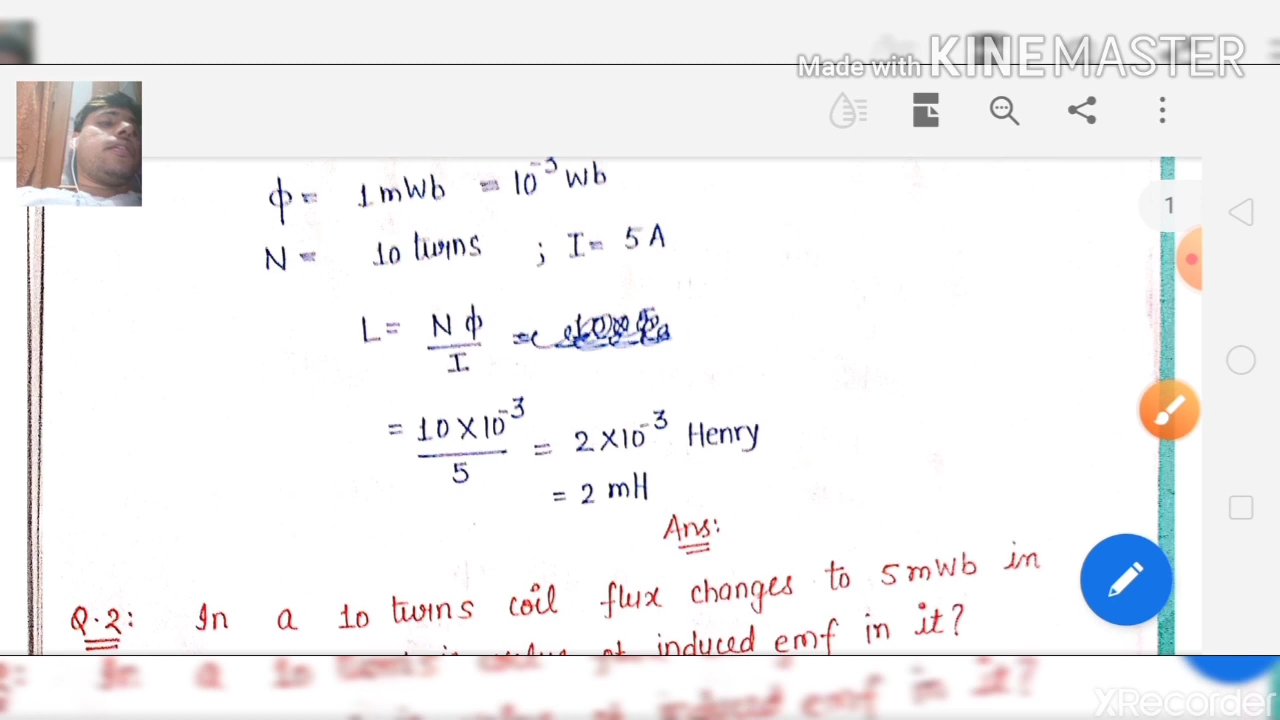 Made with KINEMASTER
ϕ = 1 mWb = 10⁻³ Wb
1
N = 10 turns ; I = 5 A
L = Nϕ/I =
= 10 × 10⁻³/5 = 2 × 10⁻³ Henry
= 2 mH
Ans:
Q.2: In a 10 turns coil flux changes to 5 mWb in
induced emf in it?
XRecorder